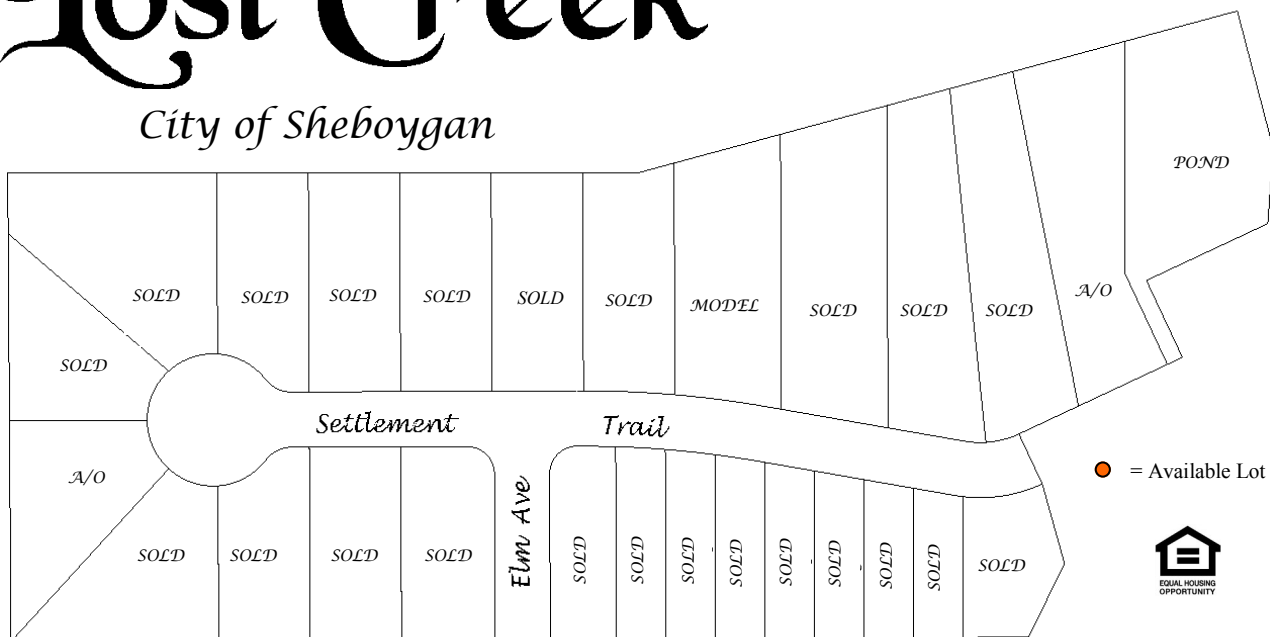 Lost Creek
City of Sheboygan
POND
SOLD
SOLD
SOLD
SOLD
SOLD
SOLD
MODEL
SOLD
SOLD
SOLD
A/O
SOLD
Settlement Trail
A/O
= Available Lot
SOLD
SOLD
SOLD
SOLD
Elm Ave
SOLD
SOLD
SOLD
SOLD
SOLD
SOLD
SOLD
SOLD
SOLD
EQUAL HOUSING
OPPORTUNITY